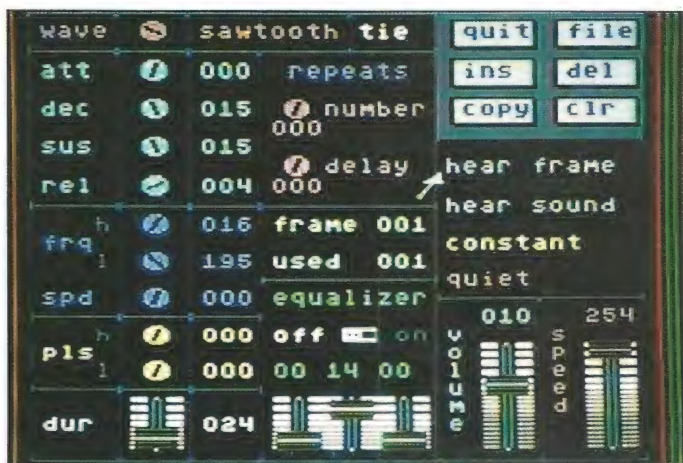 wave sawtooth tie
att 000
dec 015
sus 015
rel 004
frq h 016
l 195
spd 000
pls h 000
l 000
dur 024
repeats
number
000
delay
000
frame 001
used 001
equalizer
off on
00 14 00
quit file
ins del
copy clr
hear frame
hear sound
constant
quiet
010 254
volume
speed